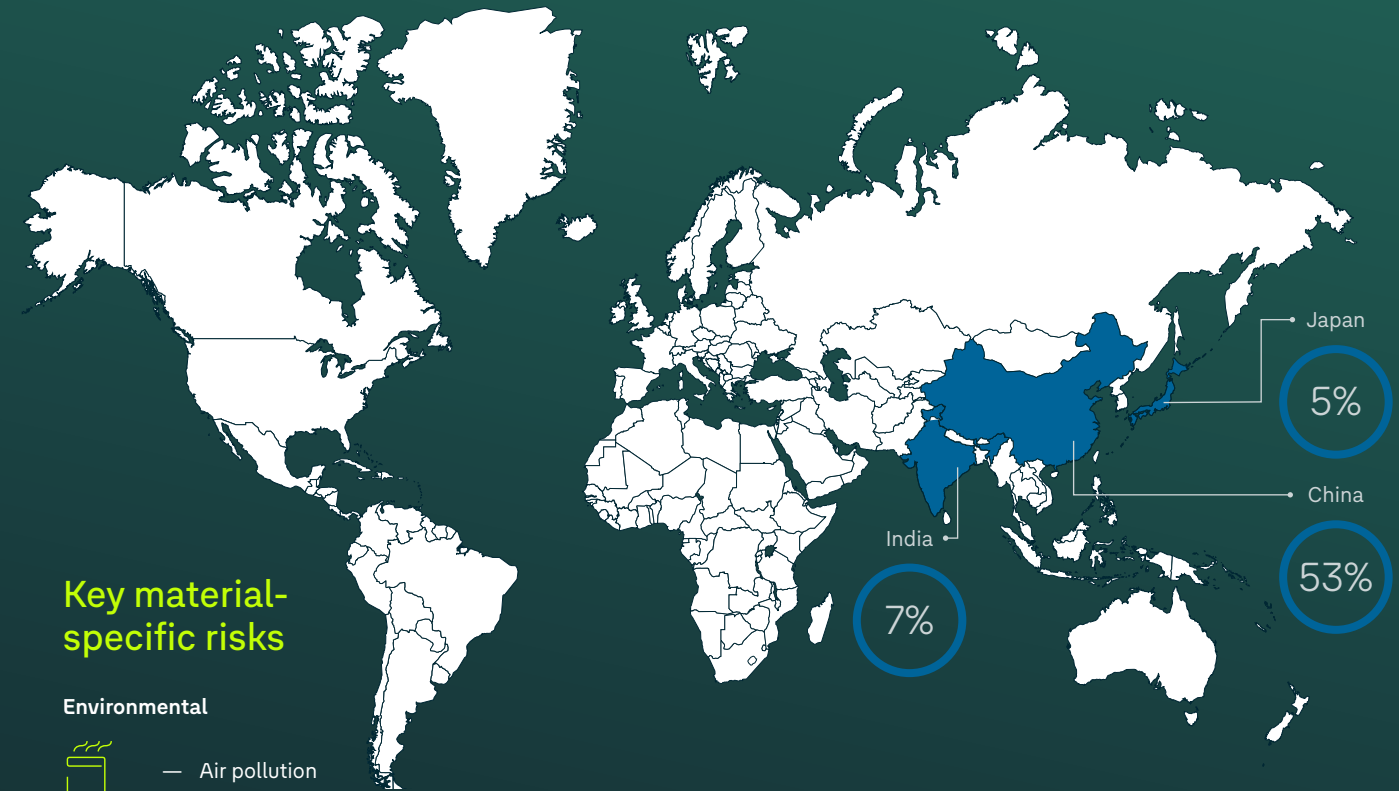 Japan
5%
China
53%
India
7%
Key material-
specific risks
Environmental
— Air pollution